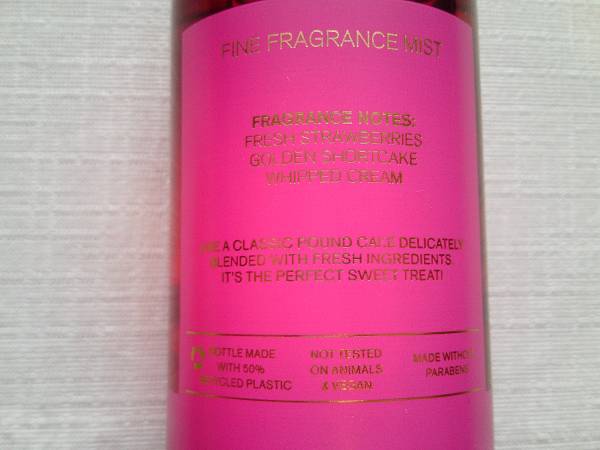 FINE FRAGRANCE MIST
FRAGRANCE NOTES:
FRESH STRAWBERRIES
GOLDEN SHORTCAKE
WHIPPED CREAM
A CLASSIC POUND CAKE DELICATELY
BLENDED WITH FRESH INGREDIENTS.
IT'S THE PERFECT SWEET TREAT!
BOTTLE MADE
WITH 50%
RECYCLED PLASTIC
NOT TESTED
ON ANIMALS
& VEGAN.
MADE WITHOUT
PARABENS